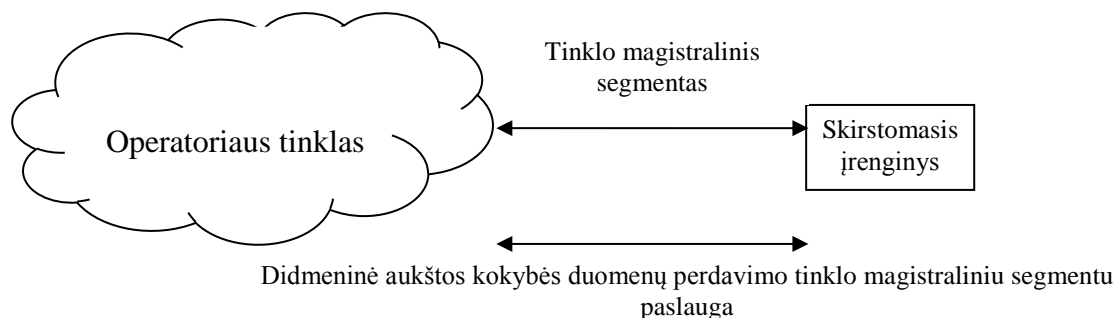 Tinklo magistralinis
segmentas
Operatoriaus tinklas
Skirstomasis
įrenginys
Didmeninė aukštos kokybės duomenų perdavimo tinklo magistraliniu segmentu
paslauga